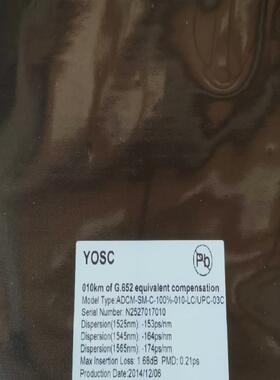 YOSC
Pb
010km of G.652 equivalent compensation
Model Type:ADCM-SM-C-100%-010-LC/UPC-03C
Serial Number: N2527017010
Dispersion(1525nm): -153ps/nm
Dispersion(1545nm): -164ps/nm
Dispersion(1565nm): -174ps/nm
Max Insertion Loss: 1.66dB PMD: 0.21ps
Production Date:2014/12/06